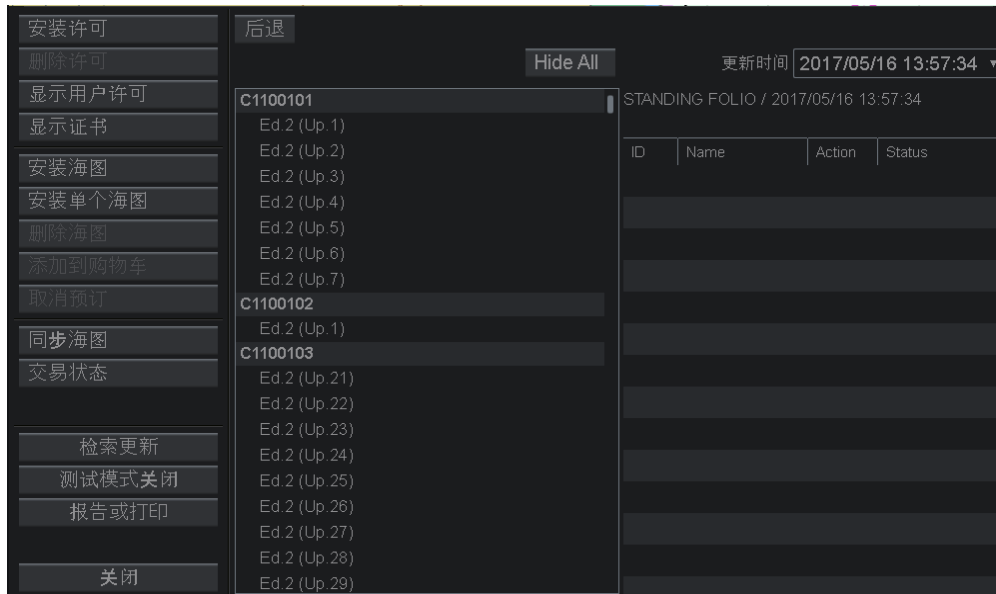 安装许可
删除许可
显示用户许可
显示证书
安装海图
安装单个海图
删除海图
添加到购物车
取消预订
同步海图
交易状态
检索更新
测试模式关闭
报告或打印
关闭
后退
Hide All
更新时间 2017/05/16 13:57:34
C1100101
Ed.2 (Up.1)
Ed.2 (Up.2)
Ed.2 (Up.3)
Ed.2 (Up.4)
Ed.2 (Up.5)
Ed.2 (Up.6)
Ed.2 (Up.7)
C1100102
Ed.2 (Up.1)
C1100103
Ed.2 (Up.21)
Ed.2 (Up.22)
Ed.2 (Up.23)
Ed.2 (Up.24)
Ed.2 (Up.25)
Ed.2 (Up.26)
Ed.2 (Up.27)
Ed.2 (Up.28)
Ed.2 (Up.29)
STANDING FOLIO / 2017/05/16 13:57:34
ID Name Action Status